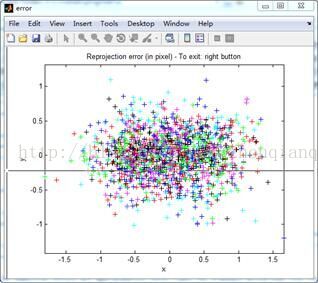 error
File Edit View Insert Tools Desktop Window Help
Reprojection error (in pixel) - To exit: right button
1
0.5
0
-0.5
-1
y
-1.5 -1 -0.5 0 0.5 1 1.5
x